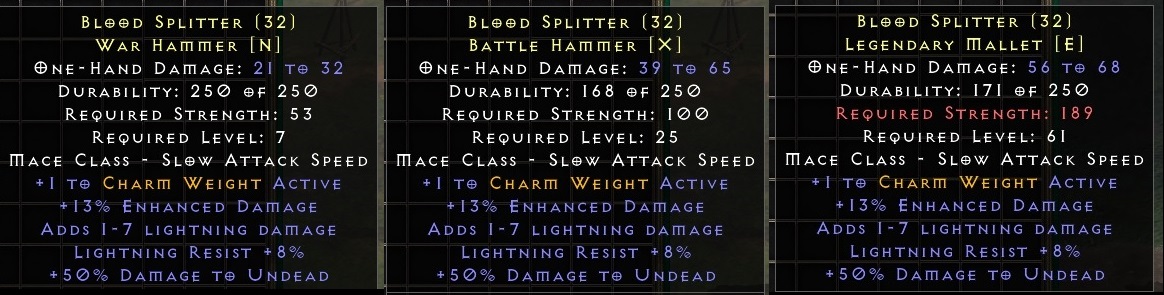 Blood Splitter (32)
War Hammer [N]
One-Hand Damage: 21 to 32
Durability: 250 of 250
Required Strength: 53
Required Level: 7
Mace Class - Slow Attack Speed
+1 to Charm Weight Active
+13% Enhanced Damage
Adds 1-7 lightning damage
Lightning Resist +8%
+50% Damage to Undead
Blood Splitter (32)
Battle Hammer [X]
One-Hand Damage: 39 to 65
Durability: 168 of 250
Required Strength: 100
Required Level: 25
Mace Class - Slow Attack Speed
+1 to Charm Weight Active
+13% Enhanced Damage
Adds 1-7 lightning damage
Lightning Resist +8%
+50% Damage to Undead
Blood Splitter (32)
Legendary Mallet [E]
One-Hand Damage: 56 to 68
Durability: 171 of 250
Required Strength: 189
Required Level: 61
Mace Class - Slow Attack Speed
+1 to Charm Weight Active
+13% Enhanced Damage
Adds 1-7 lightning damage
Lightning Resist +8%
+50% Damage to Undead